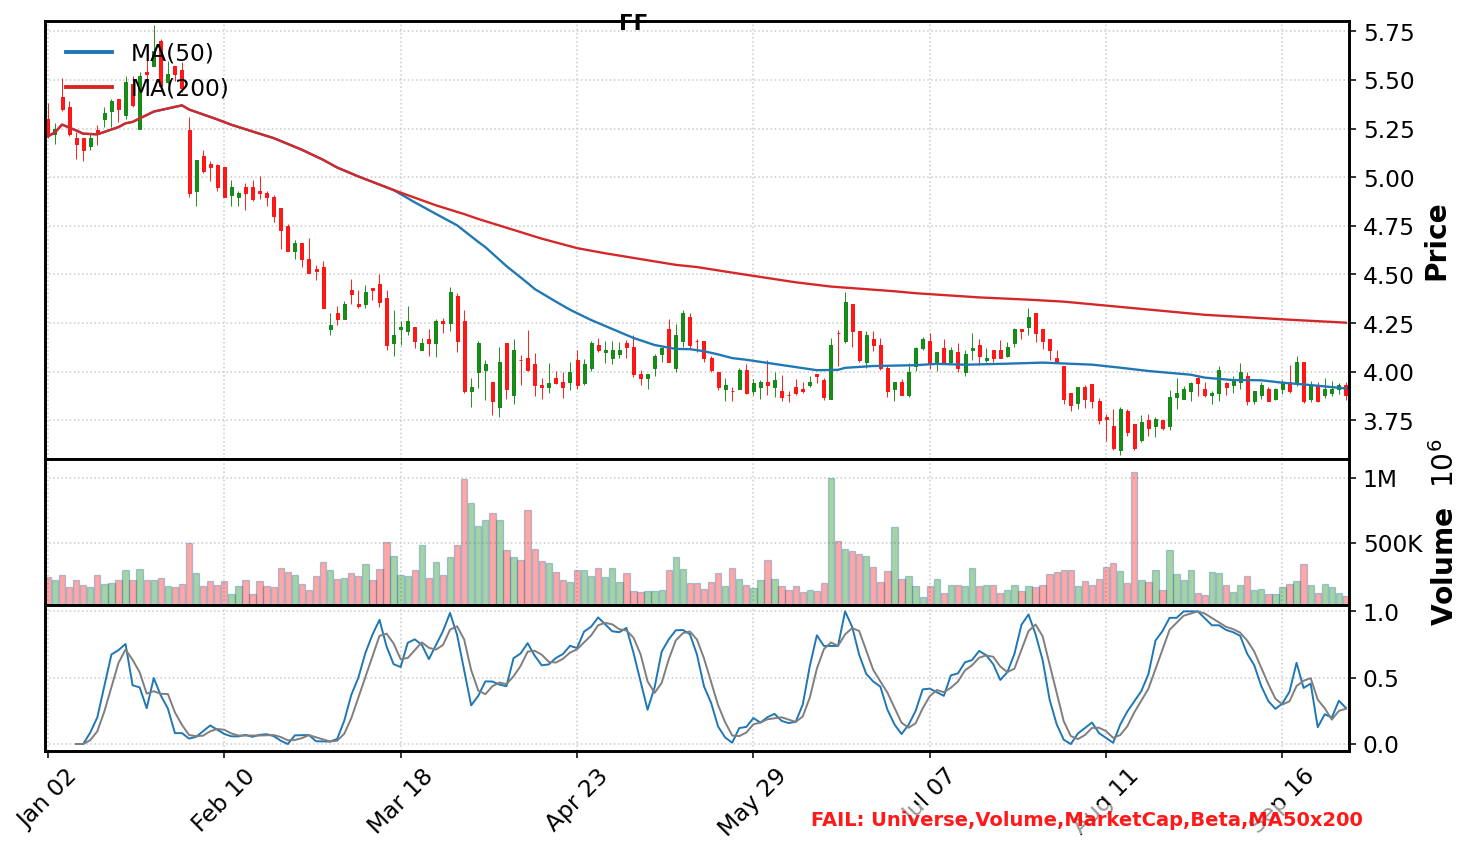 FF
MA(50)
MA(200)
5.75
5.50
5.25
5.00
4.75
4.50
4.25
4.00
3.75
Price
1M
500K
Volume 10^6
1.0
0.5
0.0
Jan 02
Feb 10
Mar 18
Apr 23
May 29
Jul 07
Aug 11
Sep 16
FAIL: Universe,Volume,MarketCap,Beta,MA50x200